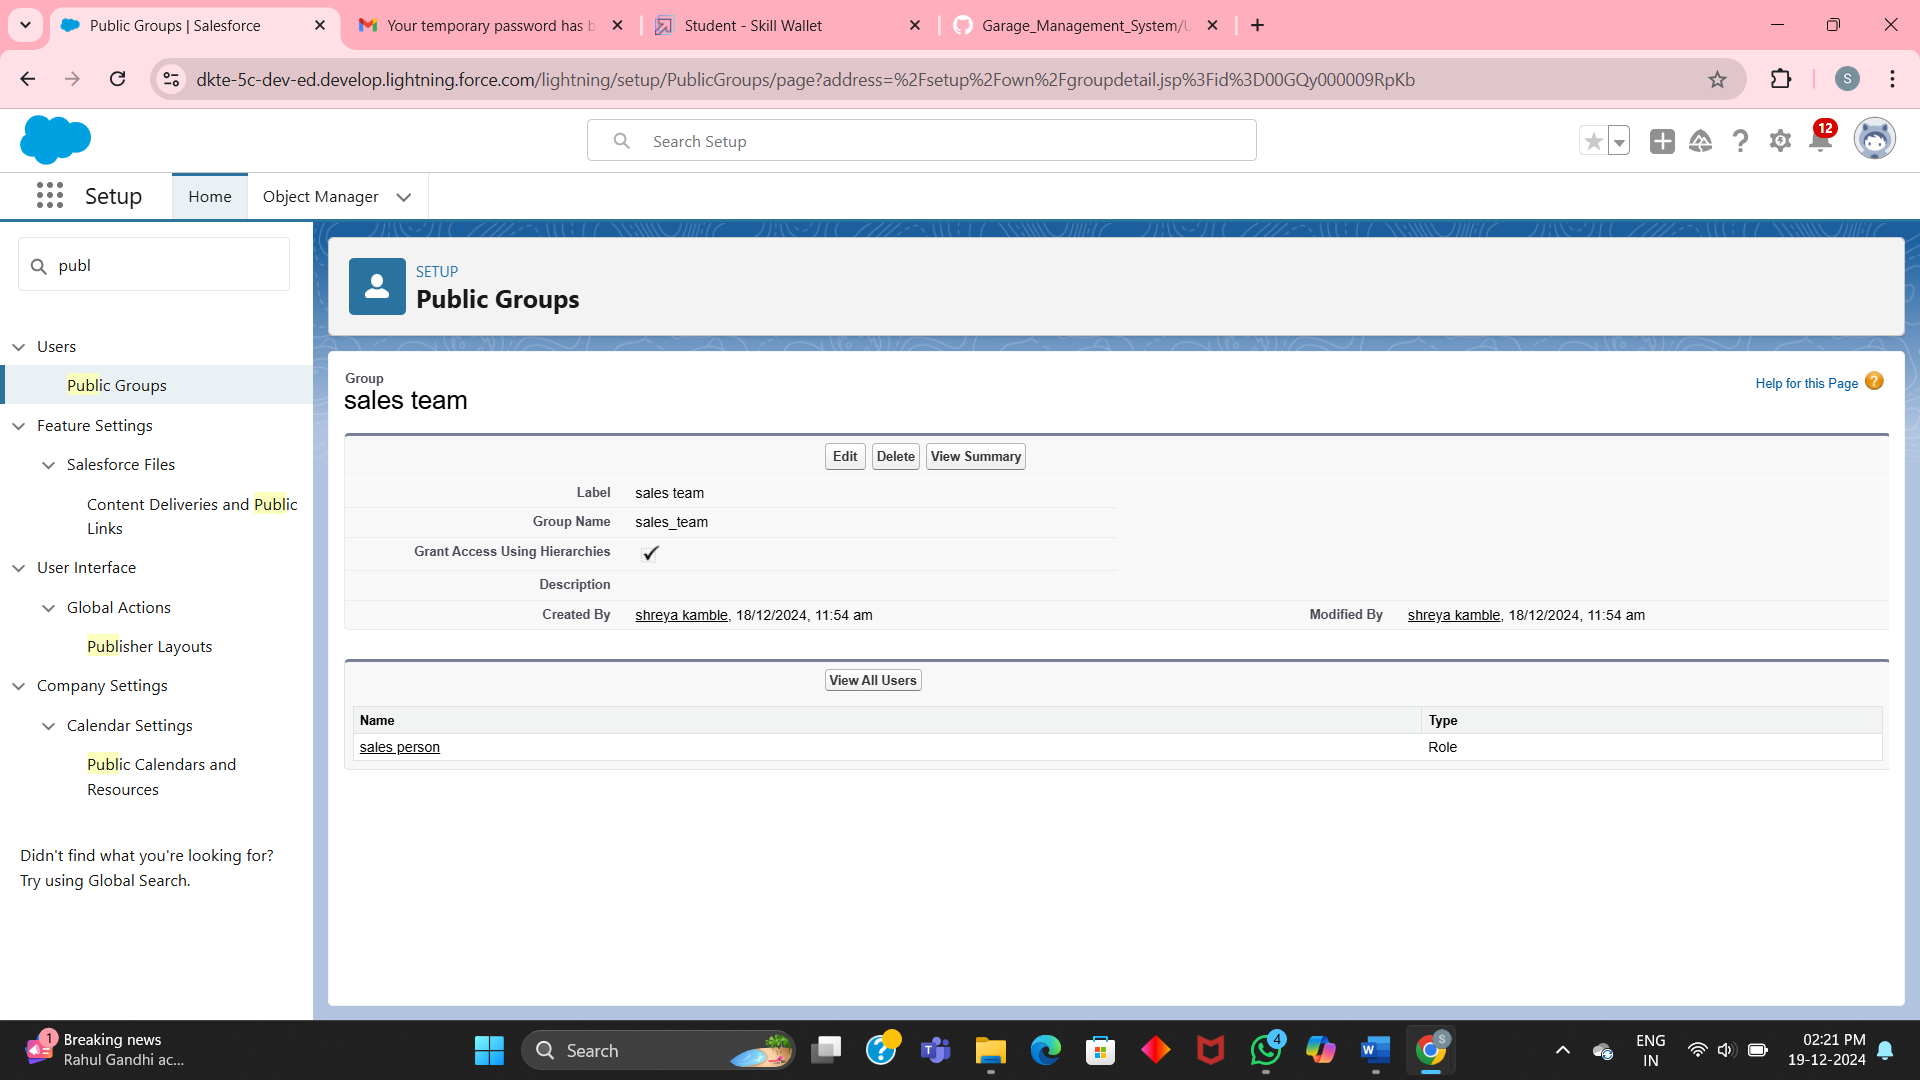 Public Groups | Salesforce
Your temporary password has b
Student - Skill Wallet
Garage_Management_System/U
dkte-5c-dev-ed.develop.lightning.force.com/lightning/setup/PublicGroups/page?address=%2Fsetup%2Fown%2Fgroupdetail.jsp%3Fid%3D00GQy000009RpKb
S
Search Setup
12
Setup
Home
Object Manager
publ
Users
Public Groups
Feature Settings
Salesforce Files
Content Deliveries and Public
Links
User Interface
Global Actions
Publisher Layouts
Company Settings
Calendar Settings
Public Calendars and
Resources
Didn't find what you're looking for?
Try using Global Search.
SETUP
Public Groups
Group
sales team
Help for this Page ?
Edit Delete View Summary
Label sales team
Group Name sales_team
Grant Access Using Hierarchies
Description
Created By shreya kamble, 18/12/2024, 11:54 am
Modified By shreya kamble, 18/12/2024, 11:54 am
View All Users
Name Type
sales person Role
1
Breaking news
Rahul Gandhi ac...
Search
4
S
ENG
IN
02:21 PM
19-12-2024